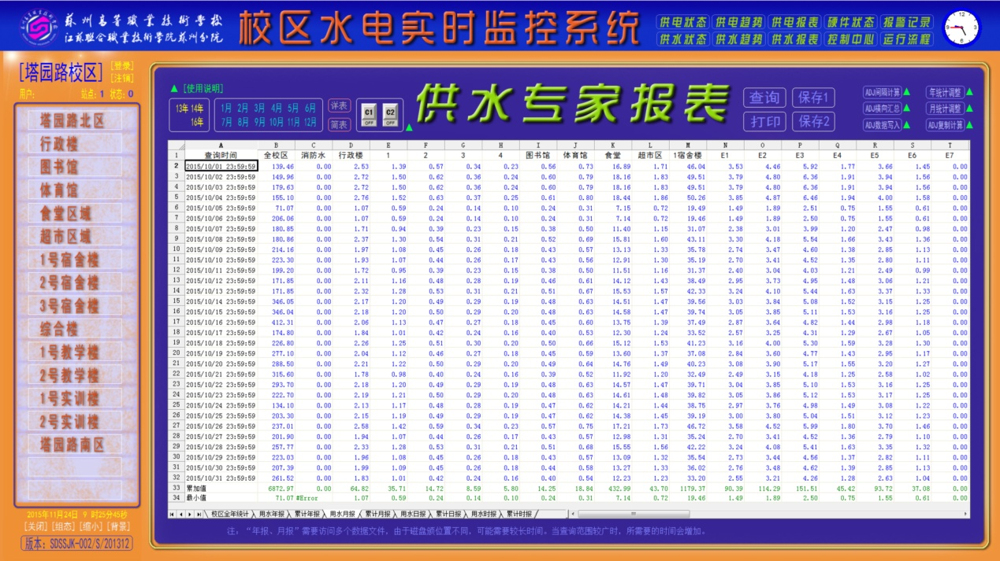 苏州高等職業技術学校
江苏联合職業技術学院苏州分院
校区水电实时监控系统
供电状态 供电趋势 供电报表 硬件状态 报警记录
供水状态 供水趋势 供水报表 控制中心 运行流程
[塔园路校区] [登录] [注销]
用户: 站点: 1 状态: 0
塔园路北区
行政楼
图书馆
体育馆
食堂区域
超市区域
1号宿舍楼
2号宿舍楼
3号宿舍楼
综合楼
1号教学楼
2号教学楼
1号实训楼
2号实训楼
塔园路南区
2015年11月24日 9 时25分45秒
[关闭] [组态] [缩小] [背景]
版本: SDSSJK-002/S/201312
▲ [使用说明]
13年 14年 16年
1月 2月 3月 4月 5月 6月
7月 8月 9月 10月 11月 12月
详表
简表
C1 OFF C2 OFF
供水专家报表
查询 保存1
打印 保存2
ADJ间隔计算 年统计调整
ADJ横向汇总 月统计调整
ADJ数据写入 ADJ复制计算
A B C D E F G H I J K L M N O P Q R S T
1 查询时间 全校区 消防水 行政楼 1 2 3 4 图书馆 体育馆 食堂 超市区 1宿舍楼 E1 E2 E3 E4 E5 E6 E7
2 2015/10/01 23:59:59 139.46 0.00 2.53 1.39 0.57 0.34 0.23 0.56 0.73 16.89 1.71 46.04 3.53 4.46 5.92 1.77 3.66 1.45 0.00
3 2015/10/02 23:59:59 149.96 0.00 2.72 1.50 0.62 0.36 0.24 0.60 0.79 18.16 1.83 49.51 3.79 4.80 6.36 1.91 3.94 1.56 0.00
4 2015/10/03 23:59:59 179.63 0.00 2.72 1.50 0.62 0.36 0.24 0.60 0.79 18.16 1.83 49.51 3.79 4.80 6.36 1.91 3.94 1.56 0.00
5 2015/10/04 23:59:59 155.10 0.00 2.76 1.52 0.63 0.37 0.25 0.61 0.80 18.44 1.86 50.26 3.85 4.87 6.46 1.94 4.00 1.58 0.00
6 2015/10/05 23:59:59 71.07 0.00 1.07 0.59 0.24 0.14 0.10 0.24 0.31 7.15 0.72 19.49 1.49 1.89 2.51 0.75 1.55 0.61 0.00
7 2015/10/06 23:59:59 206.06 0.00 1.07 0.59 0.24 0.14 0.10 0.24 0.31 7.14 0.72 19.46 1.49 1.89 2.50 0.75 1.55 0.61 0.00
8 2015/10/07 23:59:59 180.85 0.00 1.71 0.94 0.39 0.23 0.15 0.38 0.50 11.40 1.15 31.07 2.38 3.01 3.99 1.20 2.47 0.98 0.00
9 2015/10/08 23:59:59 180.86 0.00 2.37 1.30 0.54 0.31 0.21 0.52 0.69 15.81 1.60 43.11 3.30 4.18 5.54 1.66 3.43 1.36 0.00
10 2015/10/09 23:59:59 214.16 0.00 1.97 1.08 0.45 0.26 0.18 0.43 0.57 13.13 1.33 35.78 2.74 3.47 4.60 1.38 2.85 1.13 0.00
11 2015/10/10 23:59:59 223.30 0.00 1.93 1.07 0.44 0.26 0.17 0.43 0.56 12.91 1.30 35.19 2.70 3.41 4.52 1.35 2.80 1.11 0.00
12 2015/10/11 23:59:59 199.20 0.00 1.72 0.95 0.39 0.23 0.15 0.38 0.50 11.51 1.16 31.37 2.40 3.04 4.03 1.21 2.49 0.99 0.00
13 2015/10/12 23:59:59 171.85 0.00 2.11 1.16 0.48 0.28 0.19 0.46 0.61 14.12 1.43 38.49 2.95 3.73 4.95 1.48 3.06 1.21 0.00
14 2015/10/13 23:59:59 171.85 0.00 2.32 1.28 0.53 0.31 0.21 0.51 0.67 15.53 1.57 42.33 3.24 4.10 5.44 1.63 3.37 1.33 0.00
15 2015/10/14 23:59:59 346.05 0.00 2.17 1.20 0.49 0.29 0.19 0.48 0.63 14.51 1.47 39.56 3.03 3.84 5.08 1.52 3.15 1.25 0.00
16 2015/10/15 23:59:59 346.04 0.00 2.18 1.20 0.50 0.29 0.20 0.48 0.63 14.58 1.47 39.74 3.05 3.85 5.11 1.53 3.16 1.25 0.00
17 2015/10/16 23:59:59 412.31 0.00 2.06 1.13 0.47 0.27 0.18 0.45 0.60 3.75 1.39 37.49 2.87 3.64 4.82 1.44 2.98 1.18 0.00
18 2015/10/17 23:59:59 174.80 0.00 1.84 1.01 0.42 0.24 0.16 0.40 0.53 12.30 1.24 33.52 2.57 3.25 4.31 1.29 2.67 1.05 0.00
19 2015/10/18 23:59:59 226.80 0.00 2.26 1.25 0.51 0.30 0.20 0.50 0.66 15.12 1.53 41.23 3.16 4.00 5.30 1.59 3.28 1.30 0.00
20 2015/10/19 23:59:59 277.10 0.00 2.04 1.12 0.46 0.27 0.18 0.45 0.59 13.60 1.37 37.08 2.84 3.60 4.77 1.43 2.95 1.17 0.00
21 2015/10/20 23:59:59 288.50 0.00 2.21 1.22 0.50 0.29 0.20 0.49 0.64 14.76 1.49 40.23 3.08 3.90 5.17 1.55 3.20 1.27 0.00
22 2015/10/21 23:59:59 315.60 0.00 1.78 0.98 0.40 0.24 0.16 0.39 0.52 11.92 1.20 32.49 2.49 3.15 4.18 1.25 2.58 1.02 0.00
23 2015/10/22 23:59:59 293.70 0.00 2.18 1.20 0.49 0.29 0.19 0.48 0.63 14.57 1.47 39.71 3.04 3.85 5.10 1.53 3.16 1.25 0.00
24 2015/10/23 23:59:59 222.70 0.00 2.19 1.21 0.50 0.29 0.20 0.48 0.63 14.61 1.48 39.82 3.05 3.86 5.12 1.53 3.17 1.25 0.00
25 2015/10/24 23:59:59 134.10 0.00 2.13 1.17 0.48 0.28 0.19 0.47 0.62 14.21 1.44 38.75 2.97 3.76 4.98 1.49 3.08 1.22 0.00
26 2015/10/25 23:59:59 203.30 0.00 2.15 1.19 0.49 0.29 0.19 0.47 0.62 14.38 1.45 39.19 3.00 3.80 5.04 1.51 3.12 1.23 0.00
27 2015/10/26 23:59:59 237.01 0.00 2.58 1.42 0.59 0.34 0.23 0.57 0.75 17.21 1.73 46.72 3.58 4.52 5.99 1.80 3.70 1.46 0.00
28 2015/10/27 23:59:59 201.90 0.00 1.94 1.07 0.44 0.26 0.17 0.43 0.57 12.98 1.31 35.24 2.70 3.41 4.52 1.36 2.79 1.10 0.00
29 2015/10/28 23:59:59 257.77 0.00 2.33 1.28 0.53 0.31 0.21 0.51 0.68 15.55 1.56 42.22 3.24 4.08 5.41 1.63 3.35 1.32 0.00
30 2015/10/29 23:59:59 223.03 0.00 1.96 1.08 0.45 0.26 0.18 0.43 0.57 13.09 1.32 35.54 2.73 3.44 4.56 1.37 2.82 1.11 0.00
31 2015/10/30 23:59:59 207.39 0.00 1.99 1.09 0.45 0.26 0.18 0.44 0.58 13.27 1.33 36.02 2.76 3.48 4.62 1.39 2.85 1.13 0.00
32 2015/10/31 23:59:59 261.52 0.00 1.83 1.01 0.42 0.24 0.16 0.40 0.54 12.23 1.23 33.20 2.55 3.21 4.26 1.28 2.63 1.04 0.00
33 累加值 6872.97 0.00 64.82 35.71 14.72 8.59 5.80 14.25 18.84 432.99 43.70 1179.37 90.39 114.29 151.51 45.42 93.72 37.08 0.00
34 最小值 71.07 #Error 1.07 0.59 0.24 0.14 0.10 0.24 0.31 7.14 0.72 19.46 1.49 1.89 2.50 0.75 1.55 0.61 0.00
校区全年统计 用水年报 累计年报 用水月报 累计月报 用水日报 累计日报 用水时报 累计时报
注: "年报、月报"需要访问多个数据文件，由于磁盘颁位置不同，可能需要较长时间。当查询范围较广时，所需要的时间会增加。